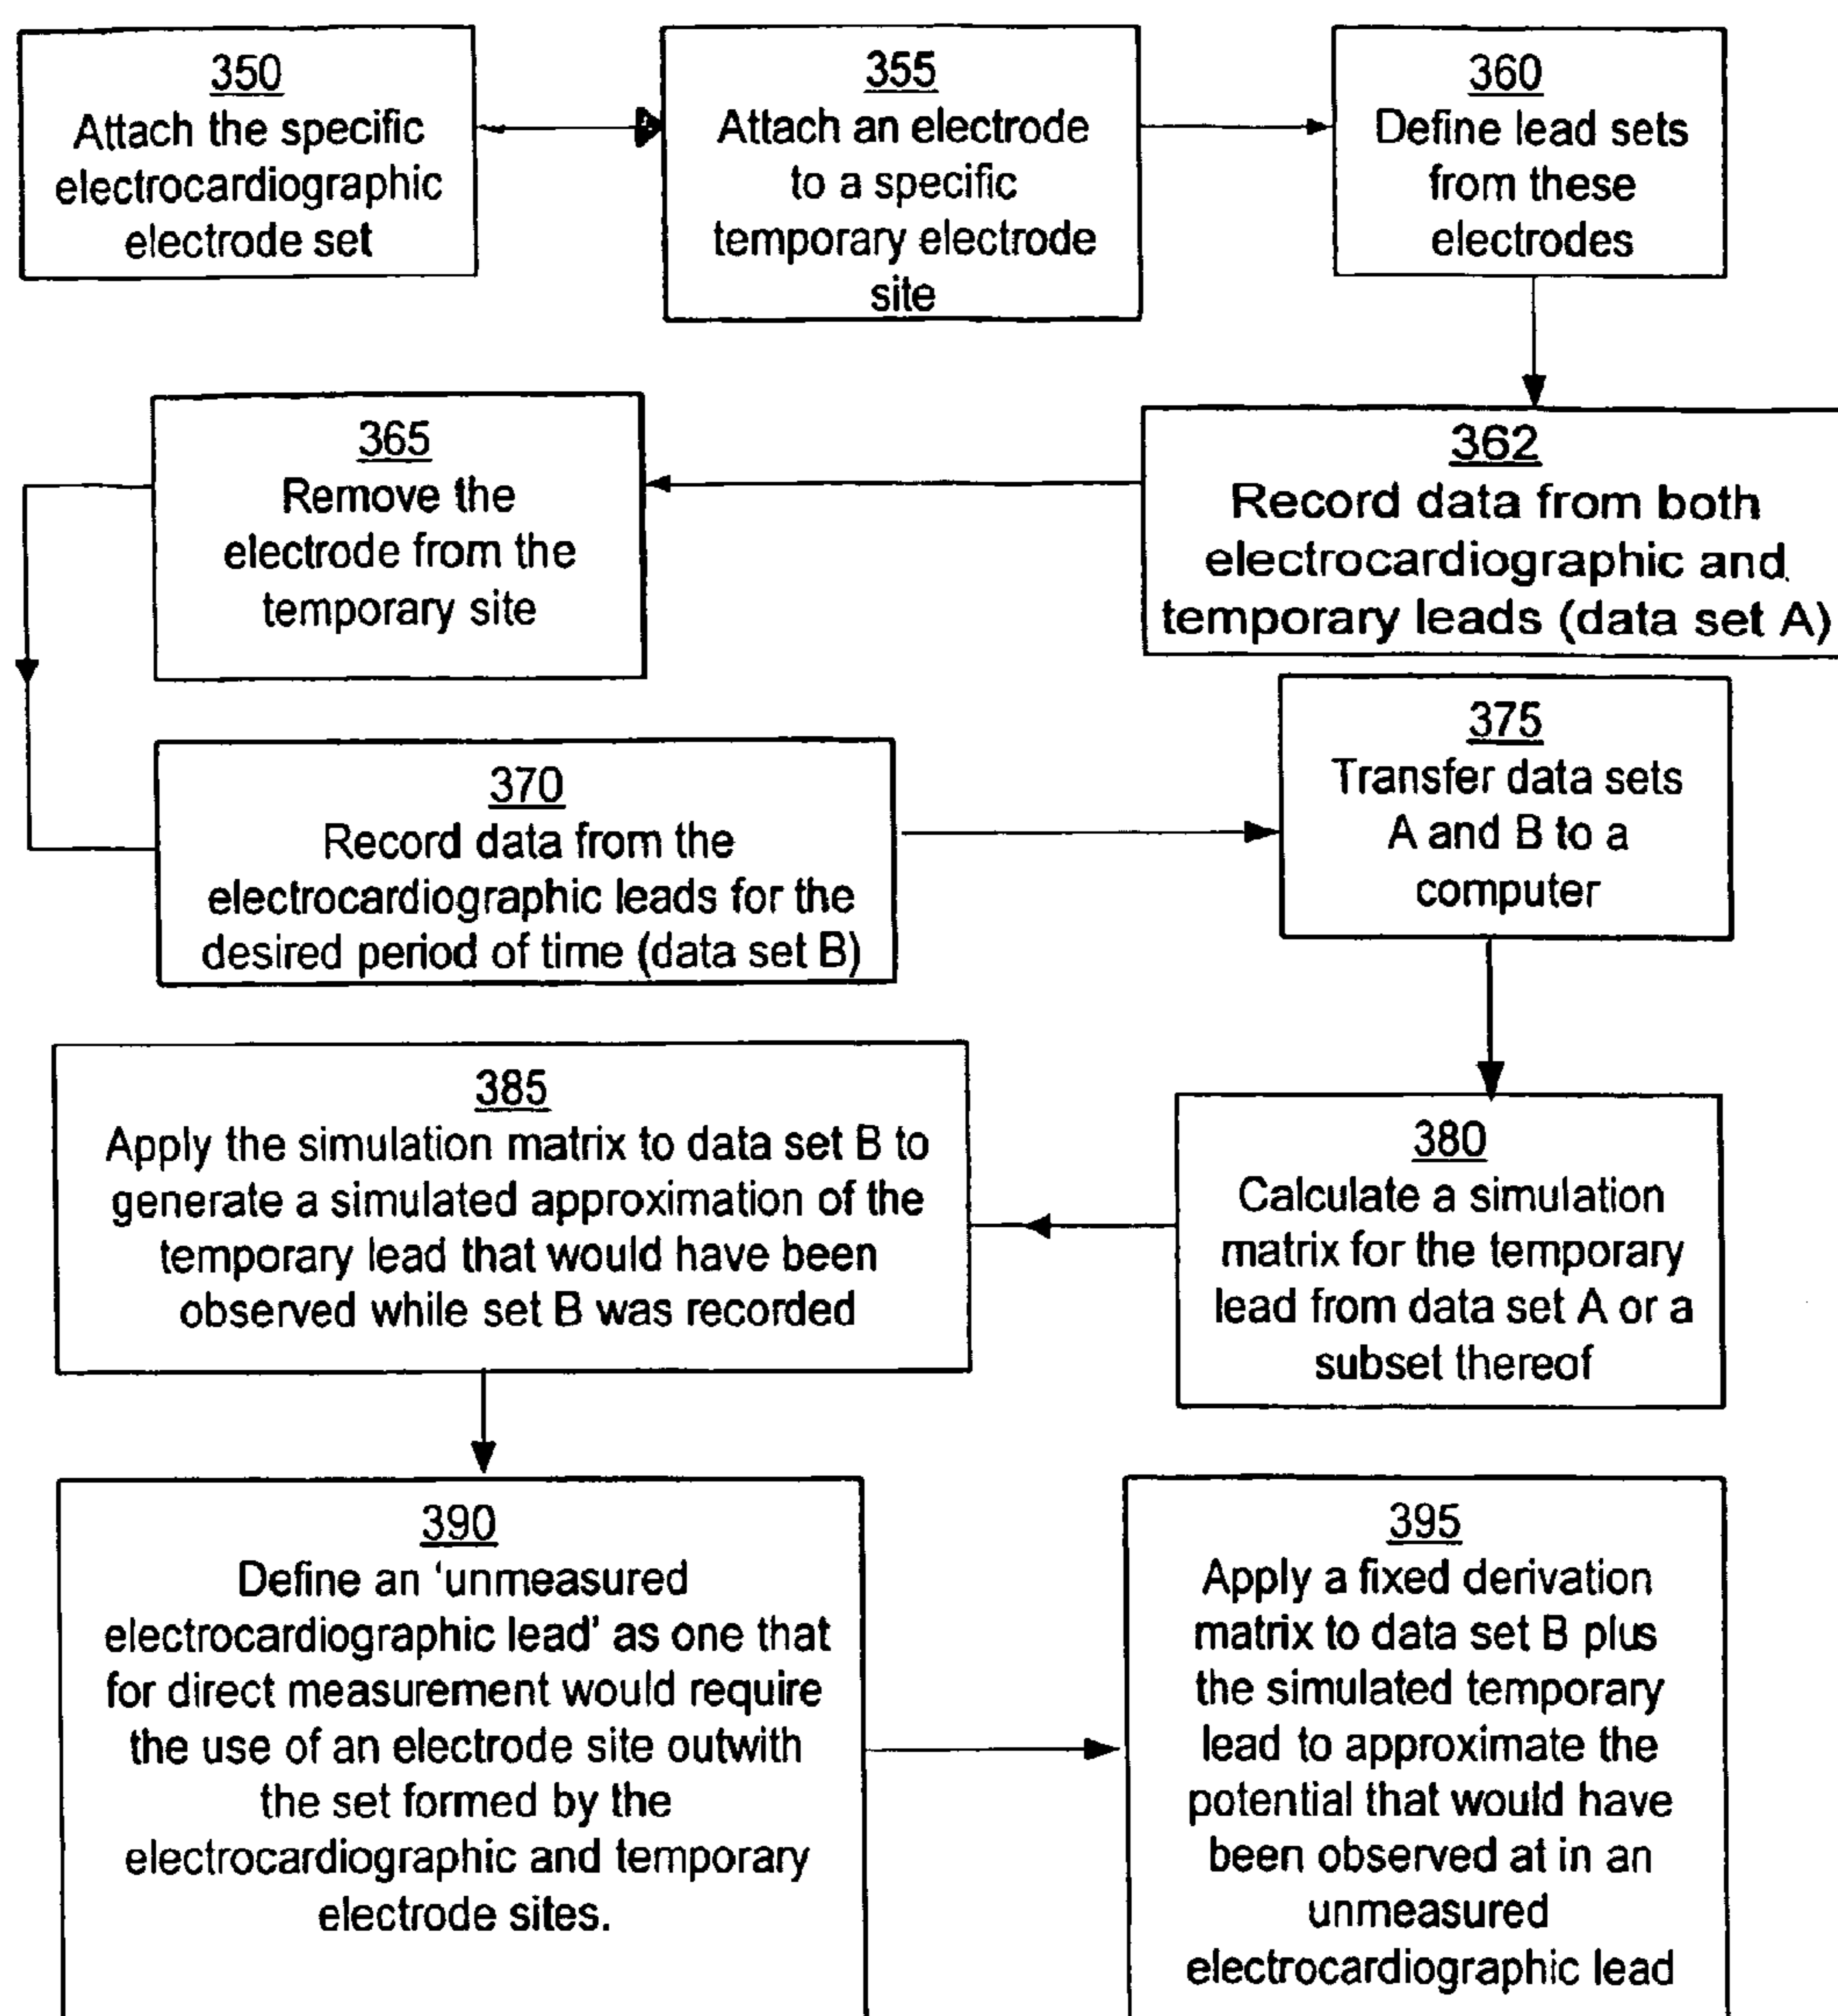 350
Attach the specific
electrocardiographic
electrode set
355
Attach an electrode
to a specific
temporary electrode
site
360
Define lead sets
from these
electrodes
362
Record data from both
electrocardiographic and
temporary leads (data set A)
365
Remove the
electrode from the
temporary site
370
Record data from the
electrocardiographic leads for the
desired period of time (data set B)
375
Transfer data sets
A and B to a
computer
380
Calculate a simulation
matrix for the temporary
lead from data set A or a
subset thereof
385
Apply the simulation matrix to data set B to
generate a simulated approximation of the
temporary lead that would have been
observed while set B was recorded
390
Define an ‘unmeasured
electrocardiographic lead’ as one that
for direct measurement would require
the use of an electrode site outwith
the set formed by the
electrocardiographic and temporary
electrode sites.
395
Apply a fixed derivation
matrix to data set B plus
the simulated temporary
lead to approximate the
potential that would have
been observed at in an
unmeasured
electrocardiographic lead